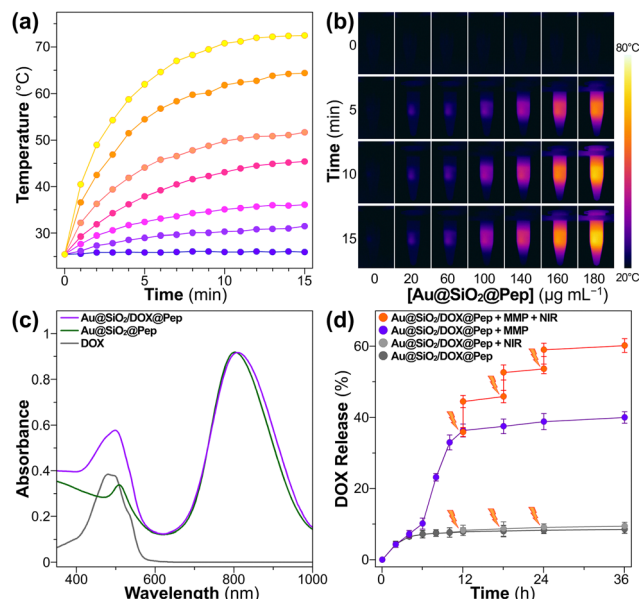 (a)
70
60
50
40
30
Temperature (°C)
0
5
10
15
Time (min)
(b)
0
5
10
15
Time (min)
80°C
20°C
0
20
60
100
140
160
180
[Au@SiO₂@Pep] (µg mL⁻¹)
(c)
Au@SiO₂/DOX@Pep
Au@SiO₂@Pep
DOX
1
0.8
0.6
0.4
0.2
0
Absorbance
400
600
800
1000
Wavelength (nm)
(d)
Au@SiO₂/DOX@Pep + MMP + NIR
Au@SiO₂/DOX@Pep + MMP
Au@SiO₂/DOX@Pep + NIR
Au@SiO₂/DOX@Pep
60
40
20
0
DOX Release (%)
0
12
18
24
36
Time (h)